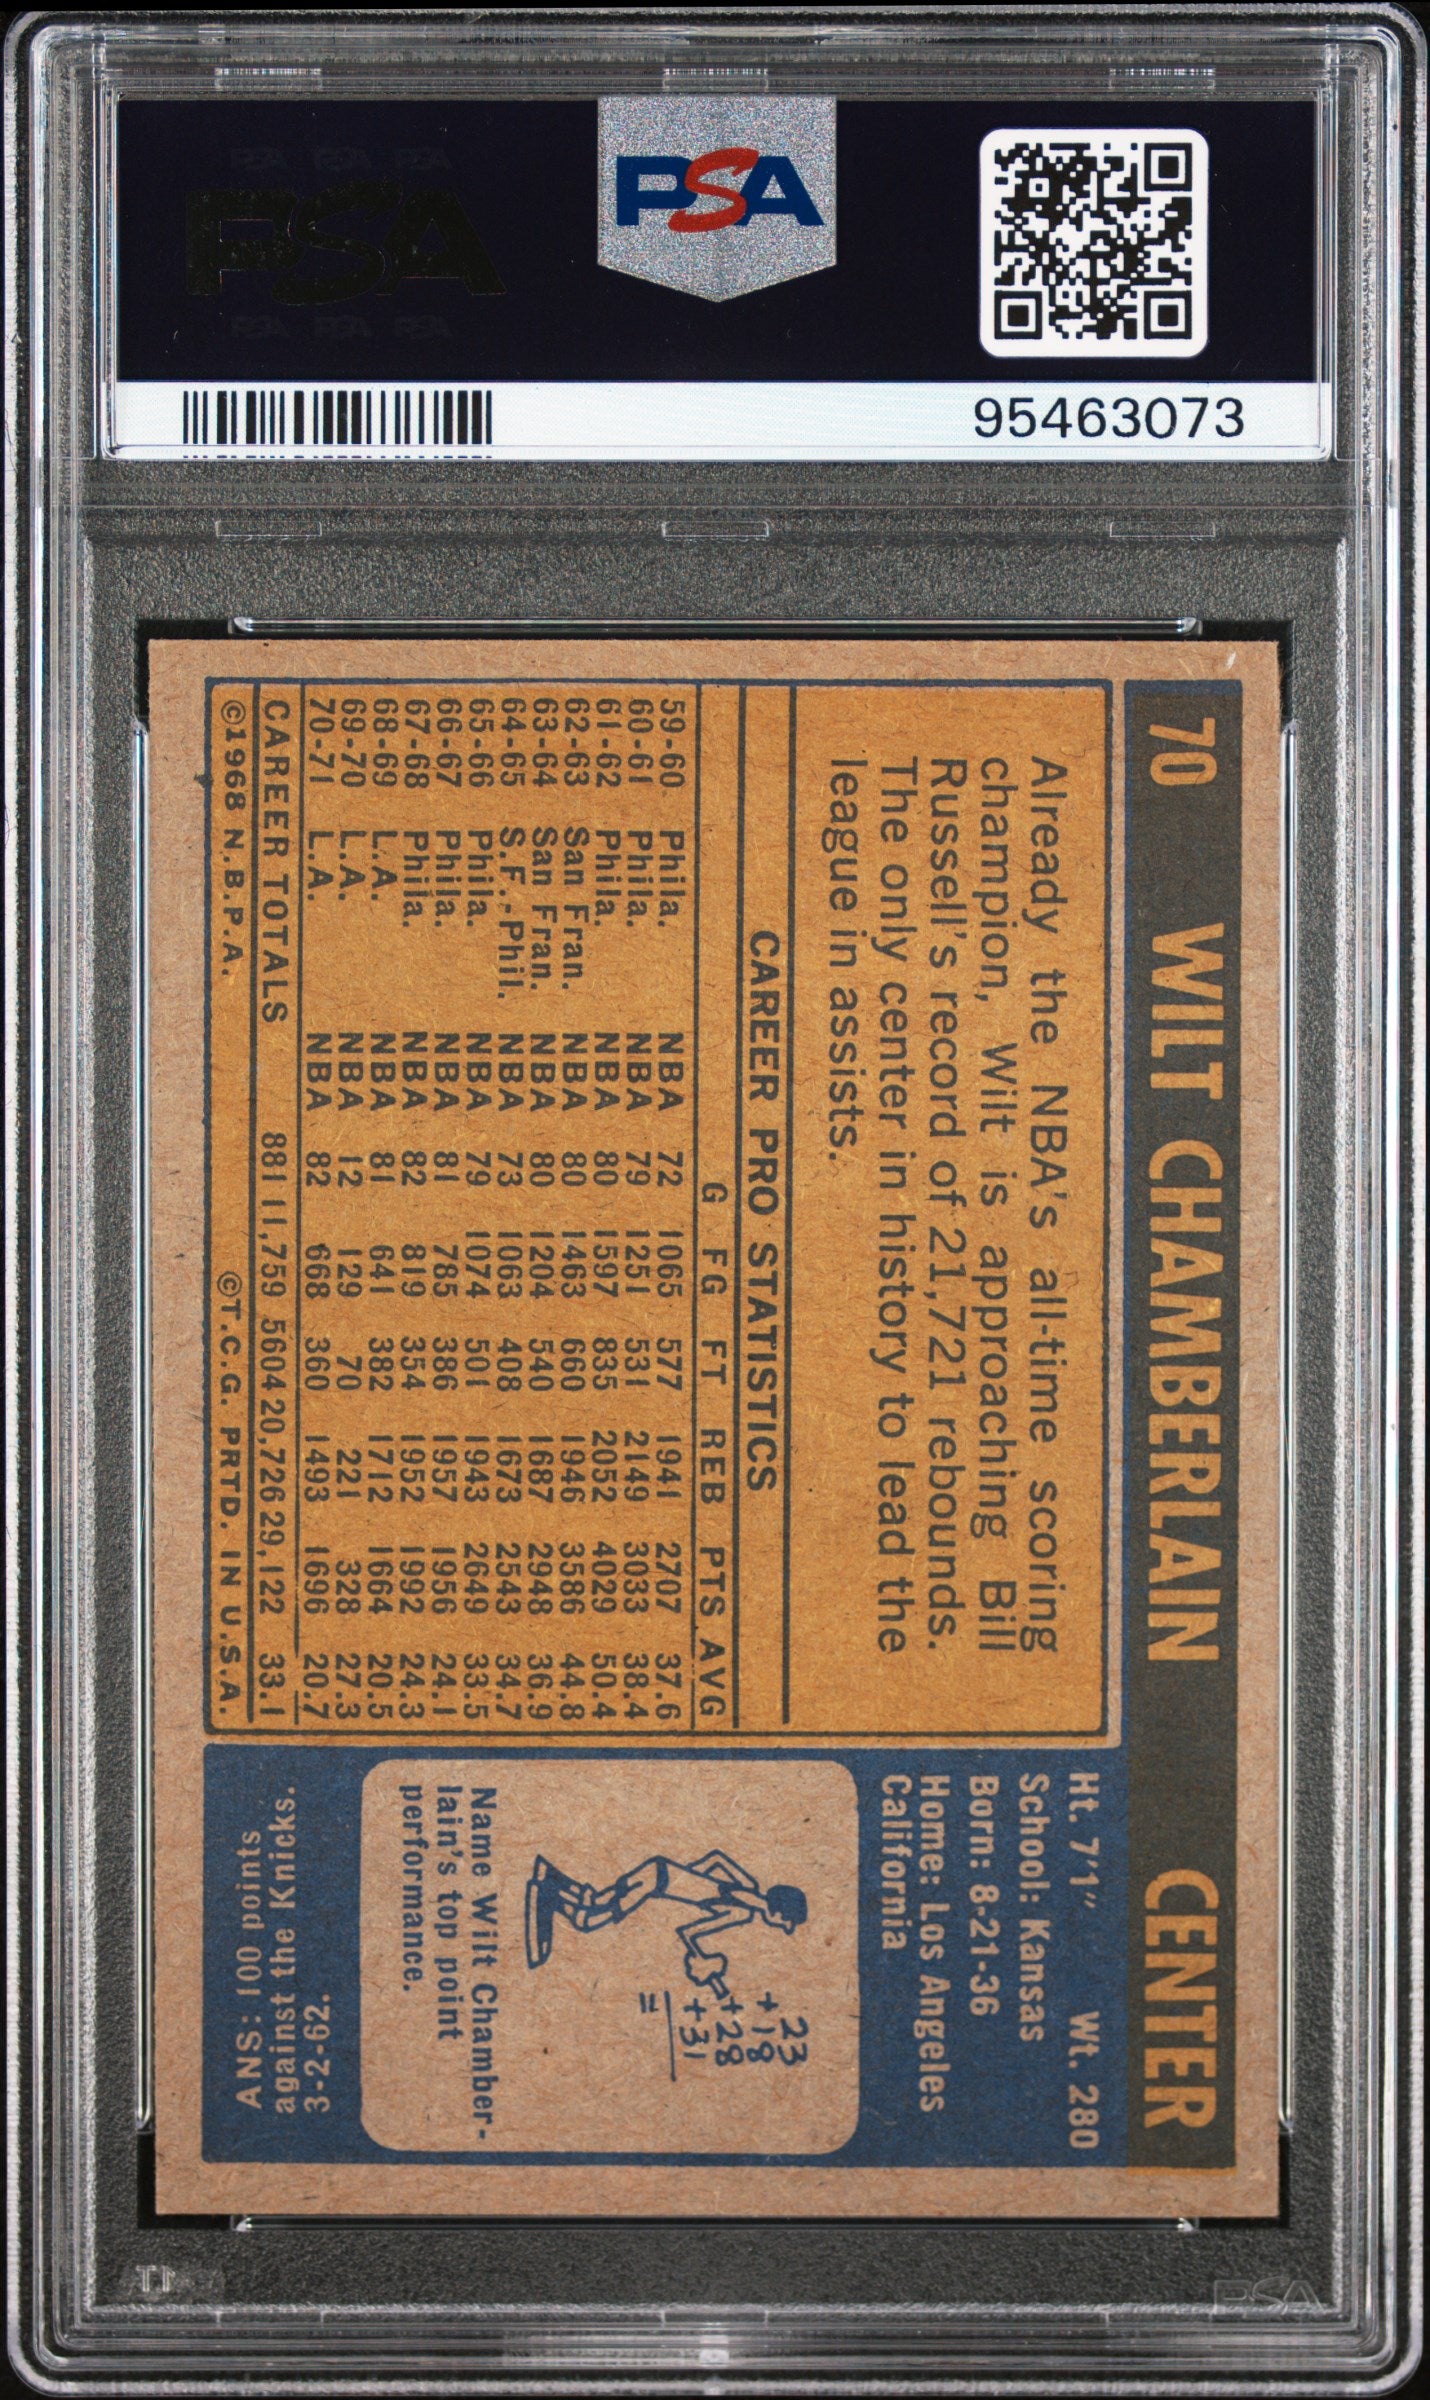 PSA
PSA
95463073
70 WILT CHAMBERLAIN CENTER
Already the NBA's all-time scoring
champion, Wilt is approaching Bill
Russell's record of 21,721 rebounds.
The only center in history to lead the
league in assists.
CAREER PRO STATISTICS
G FG FT REB PTS AVG
59-60 Phila. NBA 72 1065 577 1941 2707 37.6
60-61 Phila. NBA 79 1251 531 2149 3033 38.4
61-62 Phila. NBA 80 1597 835 2052 4029 50.4
62-63 San Fran. NBA 80 1463 660 1946 3586 44.8
63-64 San Fran. NBA 80 1204 540 1687 2948 36.9
64-65 S.F.-Phil. NBA 73 1063 408 1673 2543 34.7
65-66 Phila. NBA 79 1074 501 1943 2649 33.5
66-67 Phila. NBA 81 785 386 1957 1956 24.1
67-68 Phila. NBA 82 819 354 1952 1992 24.3
68-69 L.A. NBA 81 641 382 1712 1664 20.5
69-70 L.A. NBA 12 129 70 221 328 27.3
70-71 L.A. NBA 82 668 360 1493 1696 20.7
CAREER TOTALS 881 11,759 5604 20,726 29,122 33.1
©1968 N.B.P.A. ©T.C.G. PRTD. IN U.S.A.
Ht. 7'1" Wt. 280
School: Kansas
Born: 8-21-36
Home: Los Angeles
California
23
+18
+28
+31
=
Name Wilt Chamber-
lain's top point
performance.
ANS: 100 points
against the Knicks.
3-2-62.
PSA